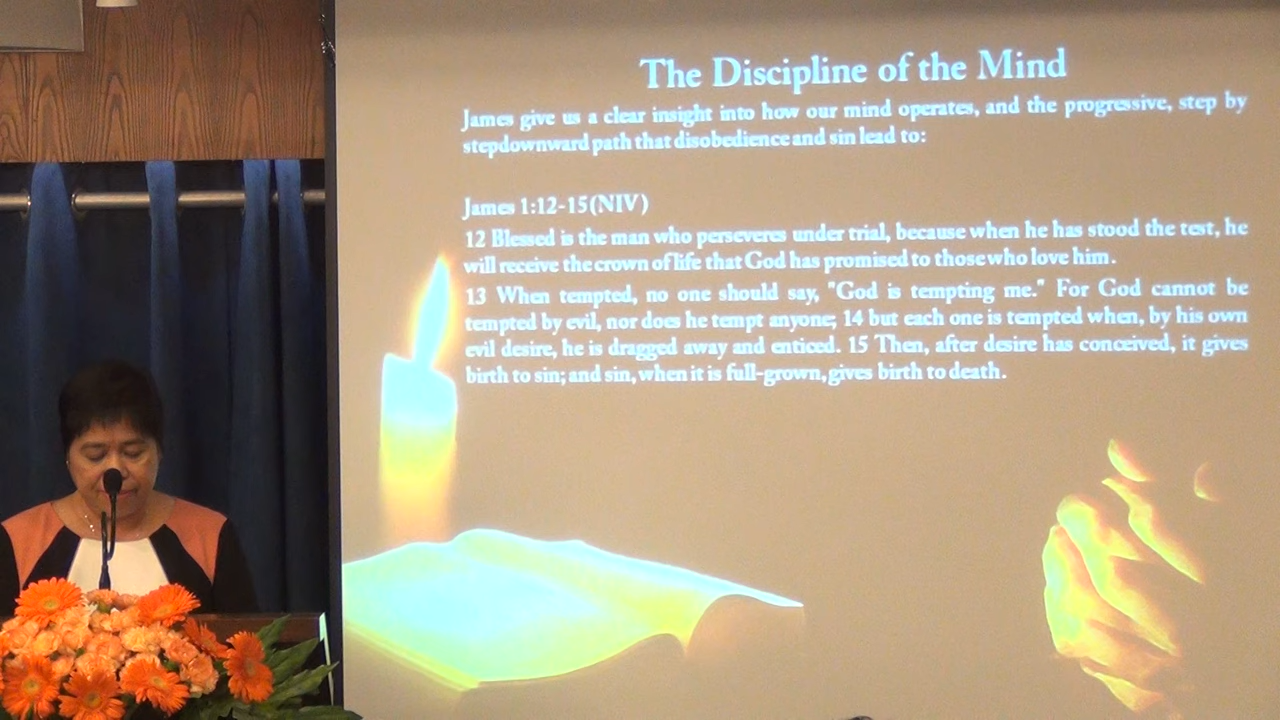 The Discipline of the Mind
James give us a clear insight into how our mind operates, and the progressive, step by
stepdownward path that disobedience and sin lead to:
James 1:12-15(NIV)
12 Blessed is the man who perseveres under trial, because when he has stood the test, he
will receive the crown of life that God has promised to those who love him.
13 When tempted, no one should say, "God is tempting me." For God cannot be
tempted by evil, nor does he tempt anyone; 14 but each one is tempted when, by his own
evil desire, he is dragged away and enticed. 15 Then, after desire has conceived, it gives
birth to sin; and sin, when it is full-grown, gives birth to death.